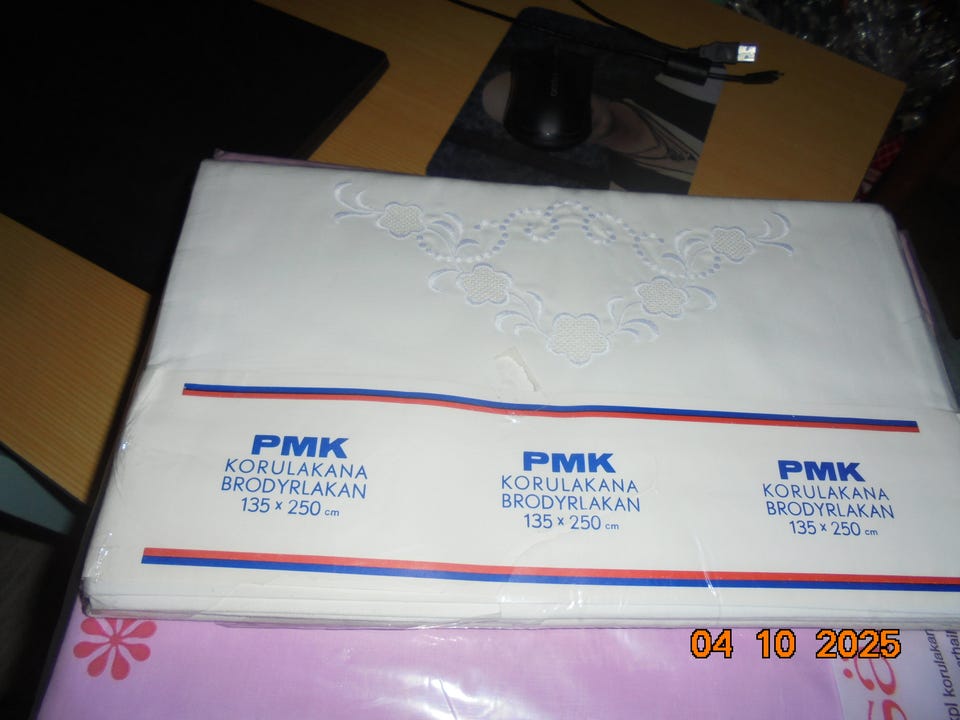 PMK
KORULAKANA
BRODYRLAKAN
135 x 250 cm
PMK
KORULAKANA
BRODYRLAKAN
135 x 250 cm
PMK
KORULAKANA
BRODYRLAKAN
135 x 250 cm
04 10 2025
korulakan